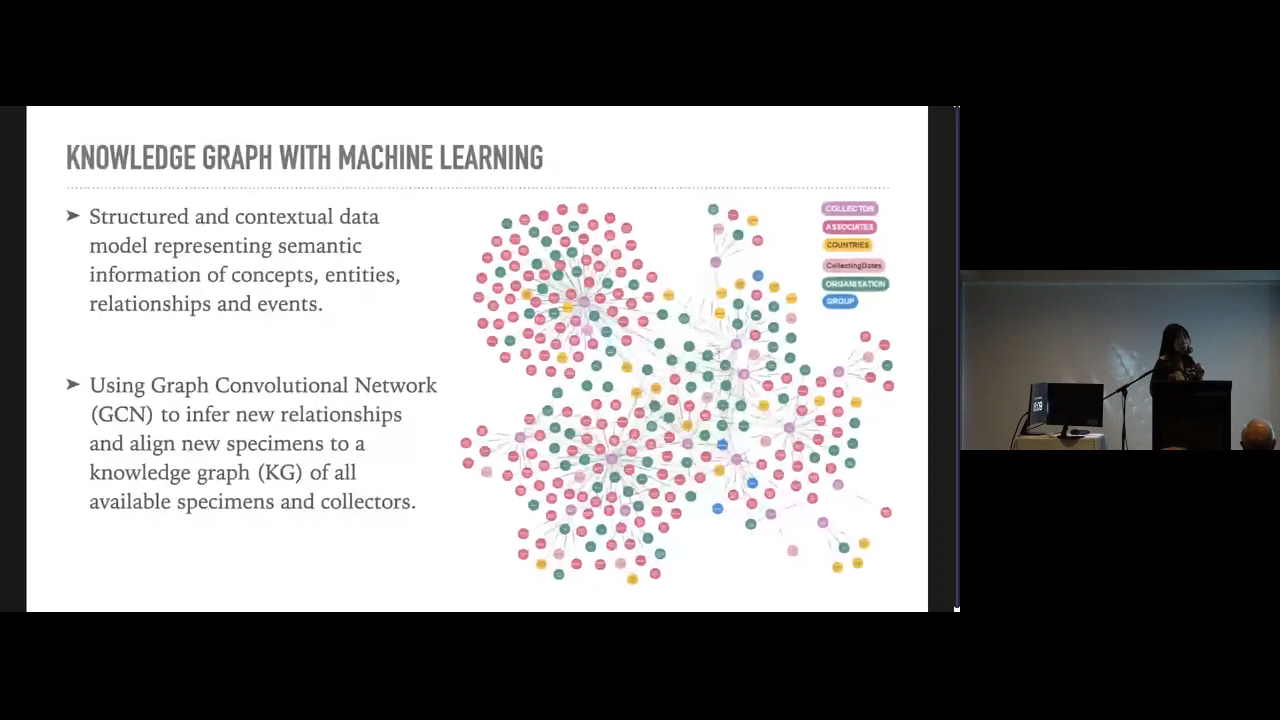 KNOWLEDGE GRAPH WITH MACHINE LEARNING
➤ Structured and contextual data
model representing semantic
information of concepts, entities,
relationships and events.
➤ Using Graph Convolutional Network
(GCN) to infer new relationships
and align new specimens to a
knowledge graph (KG) of all
available specimens and collectors.
COLLECTOR
ASSOCIATES
COUNTRIES
CollectingDates
ORGANISATION
GROUP